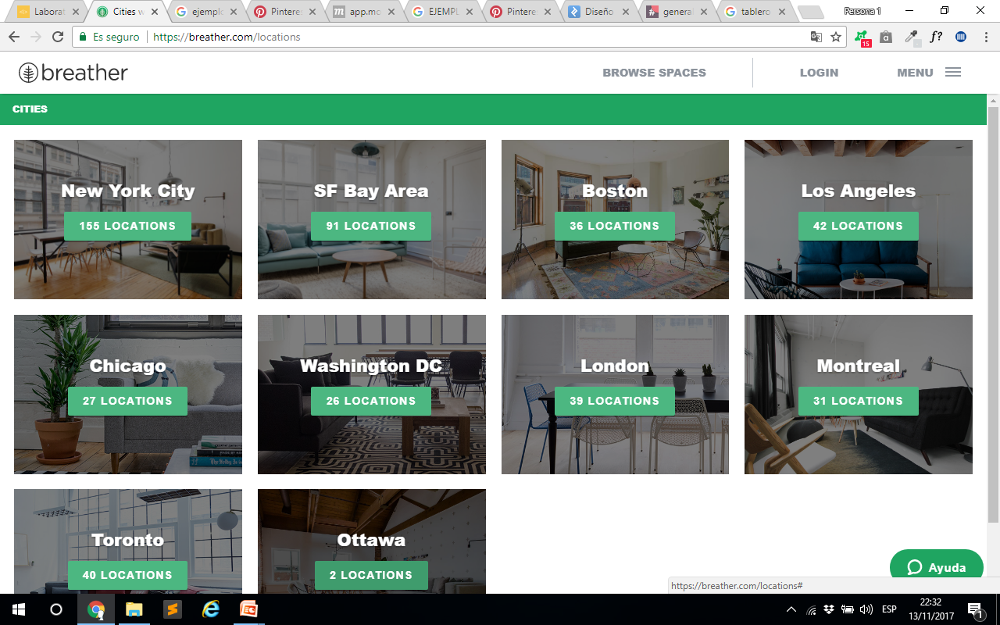 Laborat
Cities w
ejemplo
Pinteres
app.mo
EJEMPL
Pintere
Diseño
general
tablero
Persona 1
Es seguro
https://breather.com/locations
15
f?
breather
BROWSE SPACES
LOGIN
MENU
CITIES
New York City
155 LOCATIONS
SF Bay Area
91 LOCATIONS
Boston
36 LOCATIONS
Los Angeles
42 LOCATIONS
Chicago
27 LOCATIONS
Washington DC
26 LOCATIONS
London
39 LOCATIONS
Montreal
31 LOCATIONS
Toronto
40 LOCATIONS
Ottawa
2 LOCATIONS
Ayuda
https://breather.com/locations#
ESP
22:32
13/11/2017
1